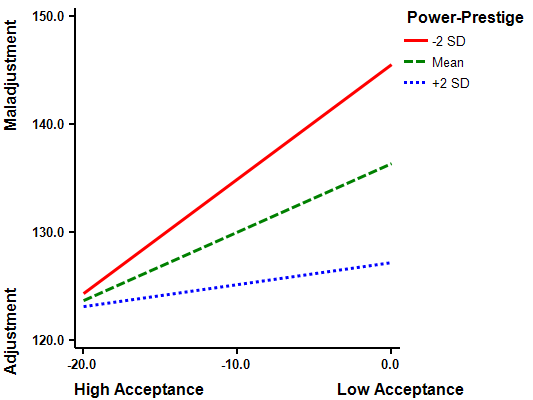 Power-Prestige
-2 SD
Mean
+2 SD
Maladjustment
Adjustment
150.0
140.0
130.0
120.0
-20.0
-10.0
0.0
High Acceptance
Low Acceptance